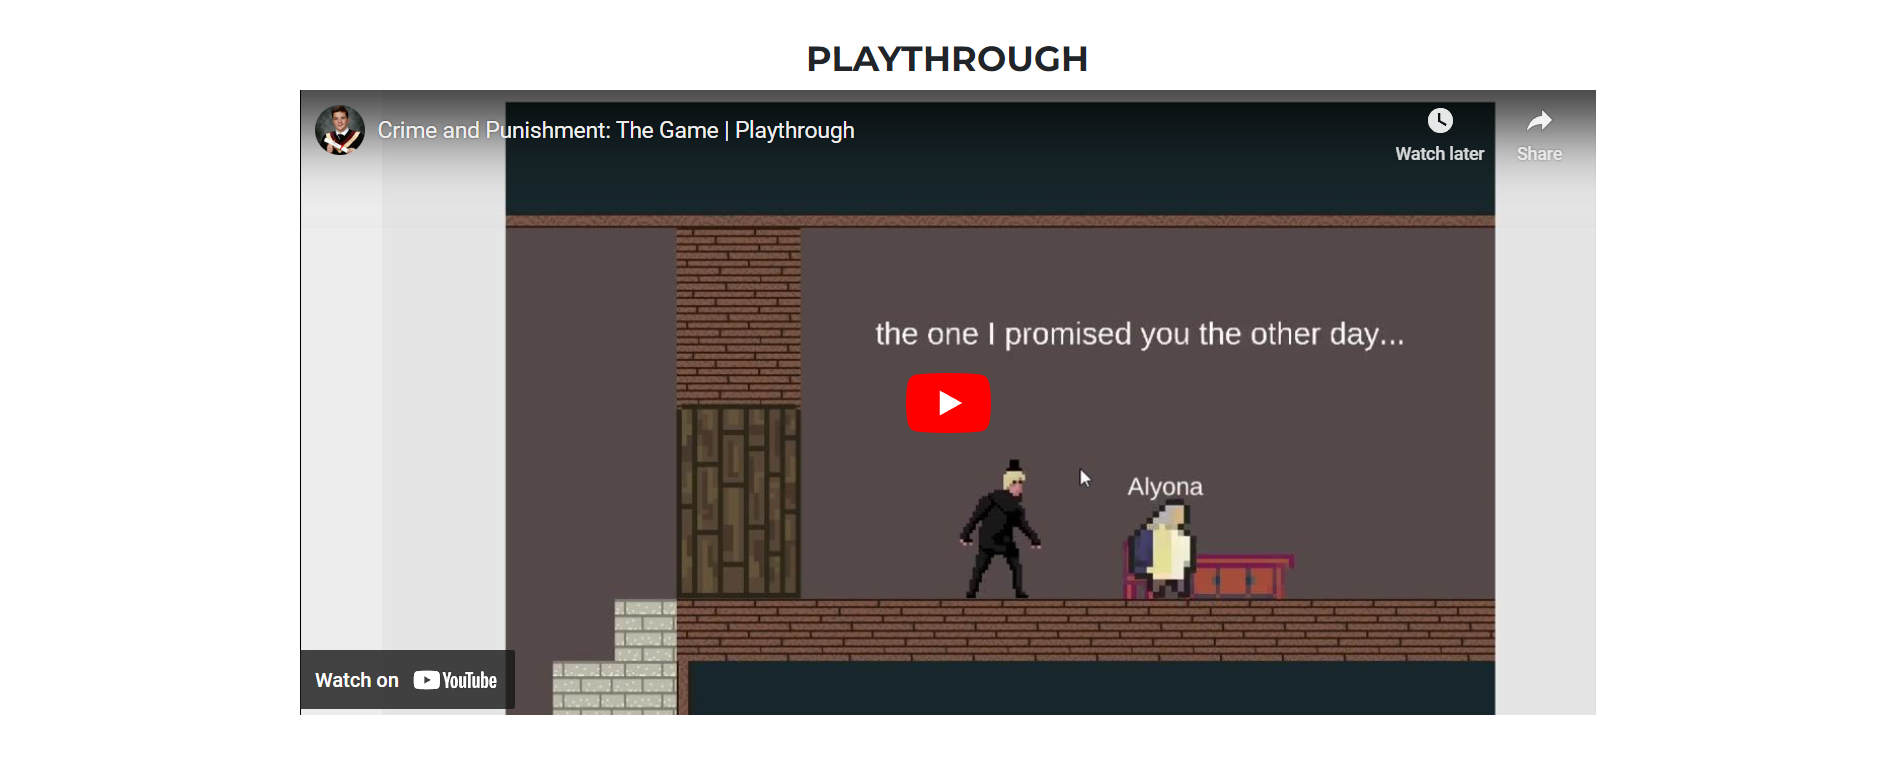 PLAYTHROUGH
Crime and Punishment: The Game | Playthrough
Watch later
Share
the one I promised you the other day...
Alyona
Watch on YouTube